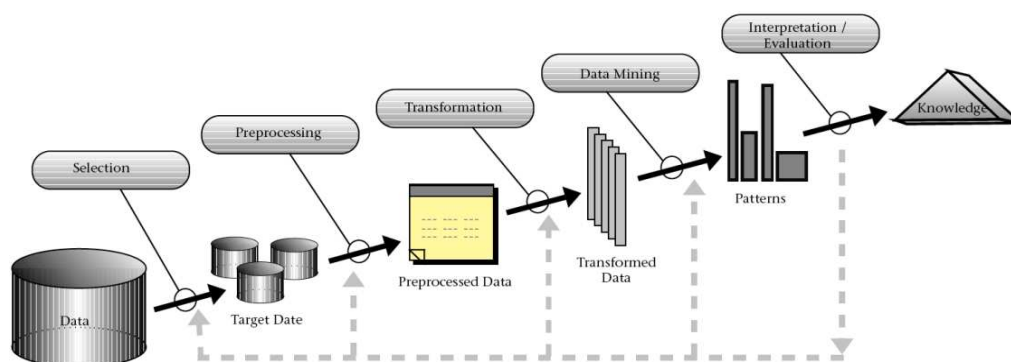 Interpretation /
Evaluation
Data Mining
Transformation
Preprocessing
Selection
Knowledge
Patterns
Transformed
Data
Preprocessed Data
Target Date
Data